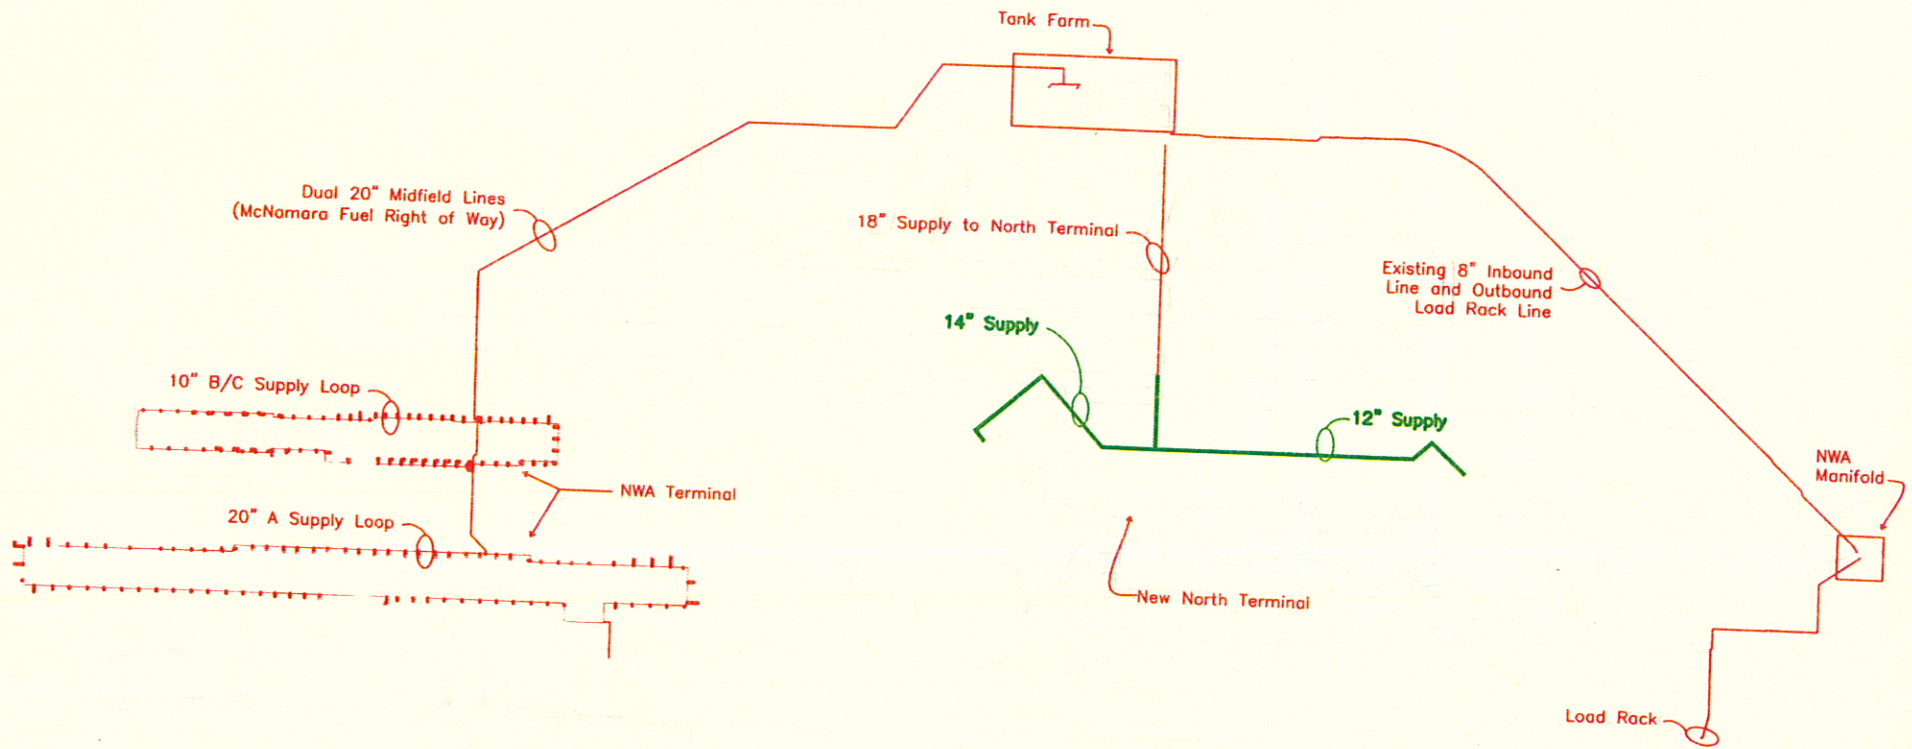 Tank Farm
Dual 20" Midfield Lines
(McNamara Fuel Right of Way)
18" Supply to North Terminal
Existing 8" Inbound
Line and Outbound
Load Rack Line
14" Supply
10" B/C Supply Loop
12" Supply
NWA
Manifold
NWA Terminal
20" A Supply Loop
New North Terminal
Load Rack